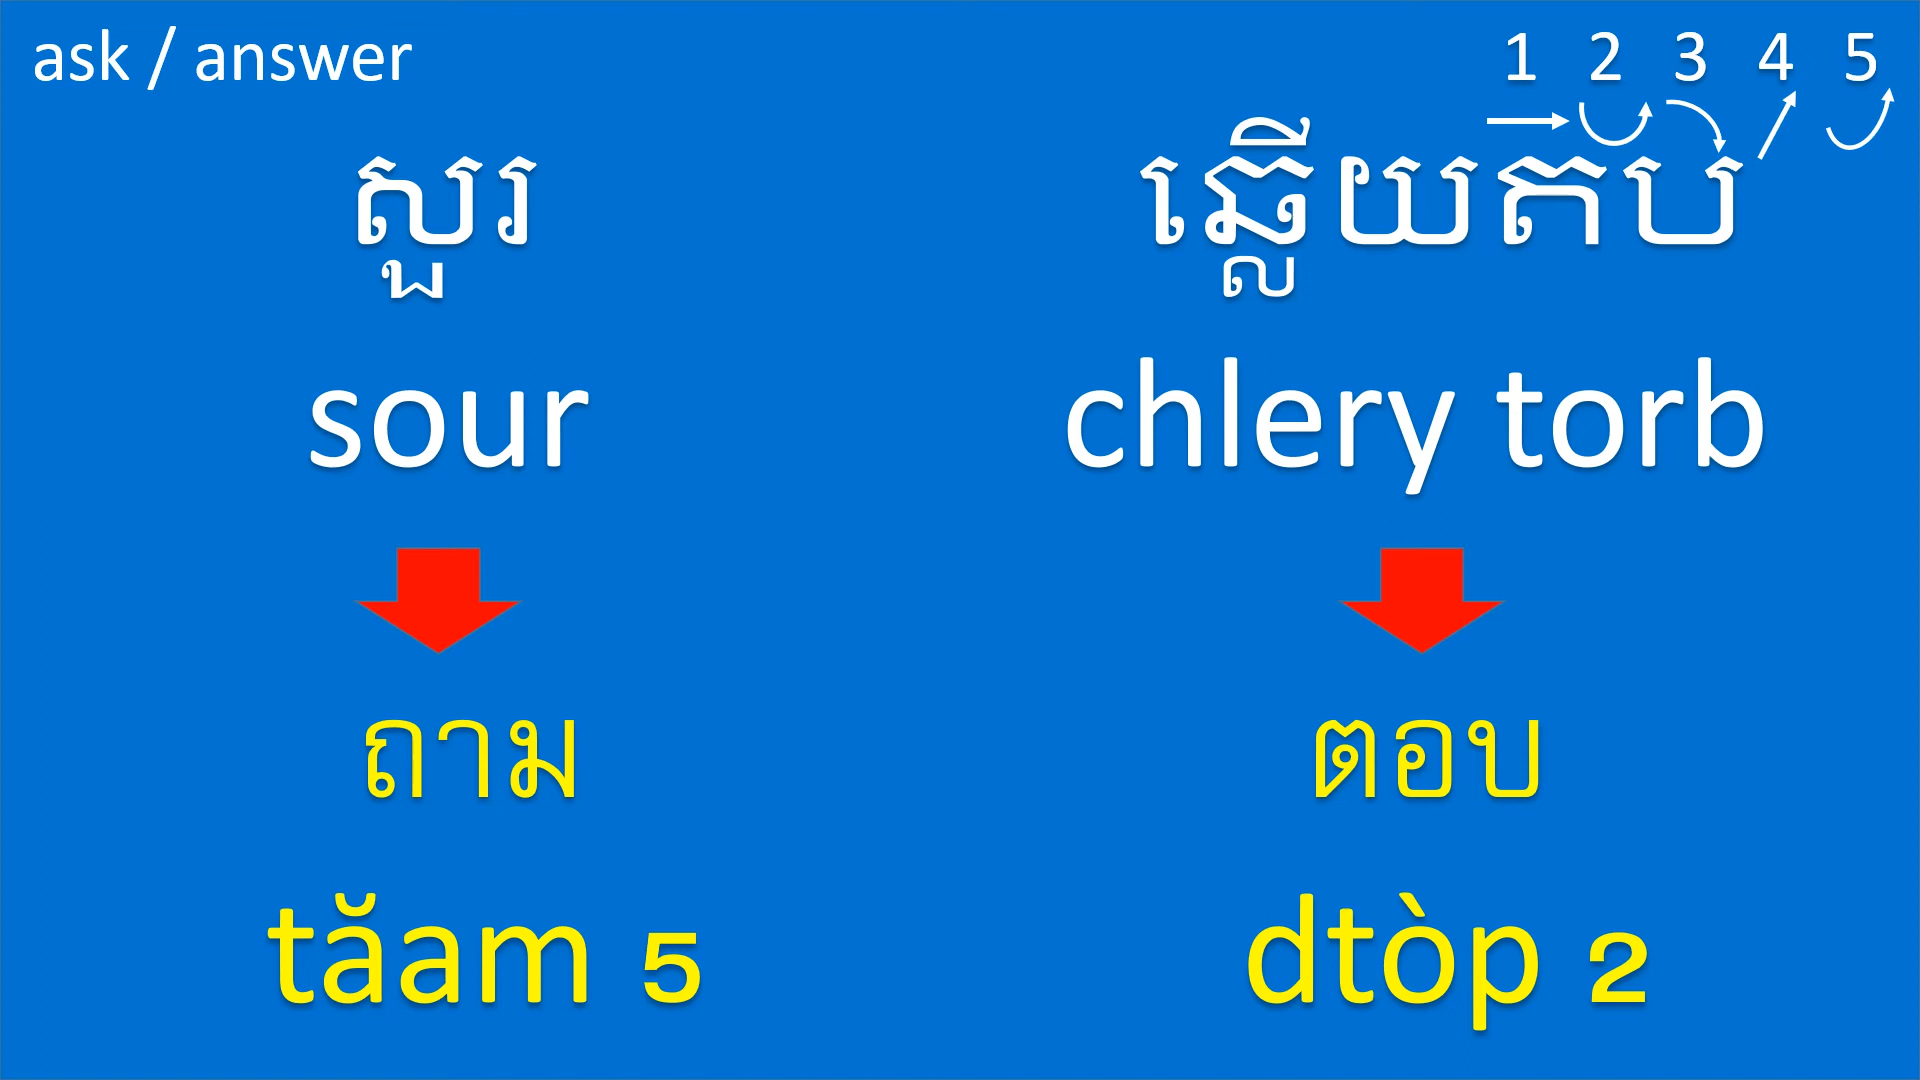 ask / answer
1 2 3 4 5
សួរ
ឆ្លើយតប
sour
chlery torb
ถาม
ตอบ
tăam 5
dtòp 2